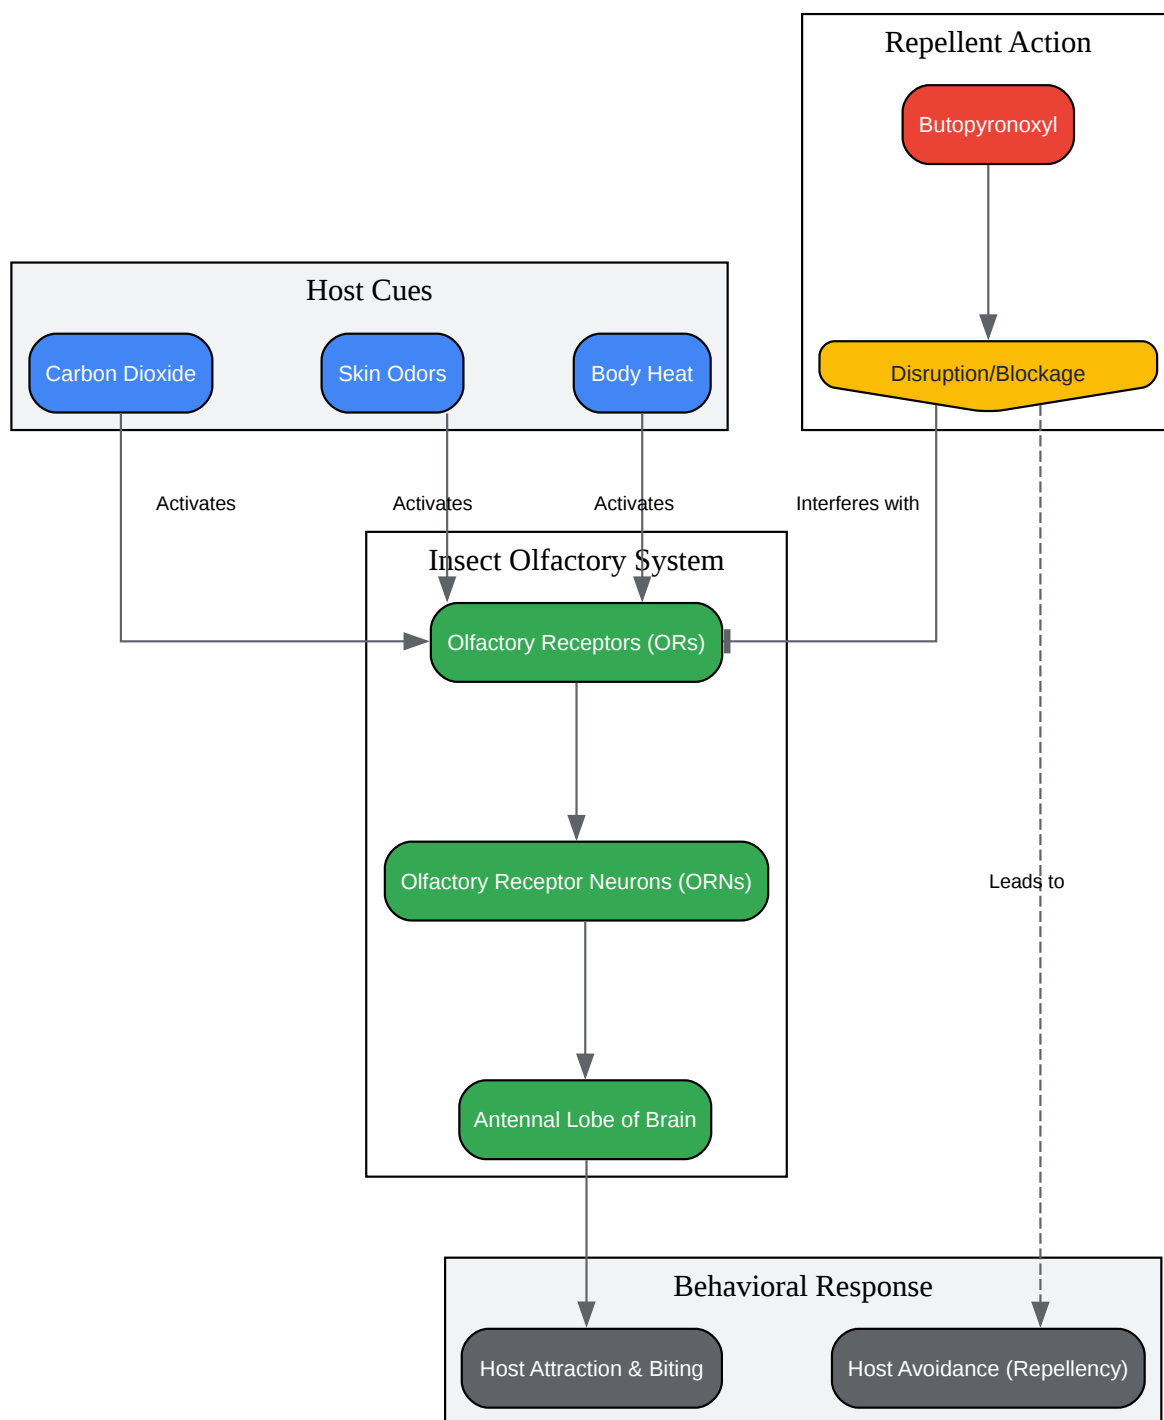 Repellent Action
Butopyronoxyl
Host Cues
Carbon Dioxide
Skin Odors
Body Heat
Disruption/Blockage
Activates
Activates
Activates
Interferes with
Insect Olfactory System
Olfactory Receptors (ORs)
Olfactory Receptor Neurons (ORNs)
Leads to
Antennal Lobe of Brain
Behavioral Response
Host Attraction & Biting
Host Avoidance (Repellency)